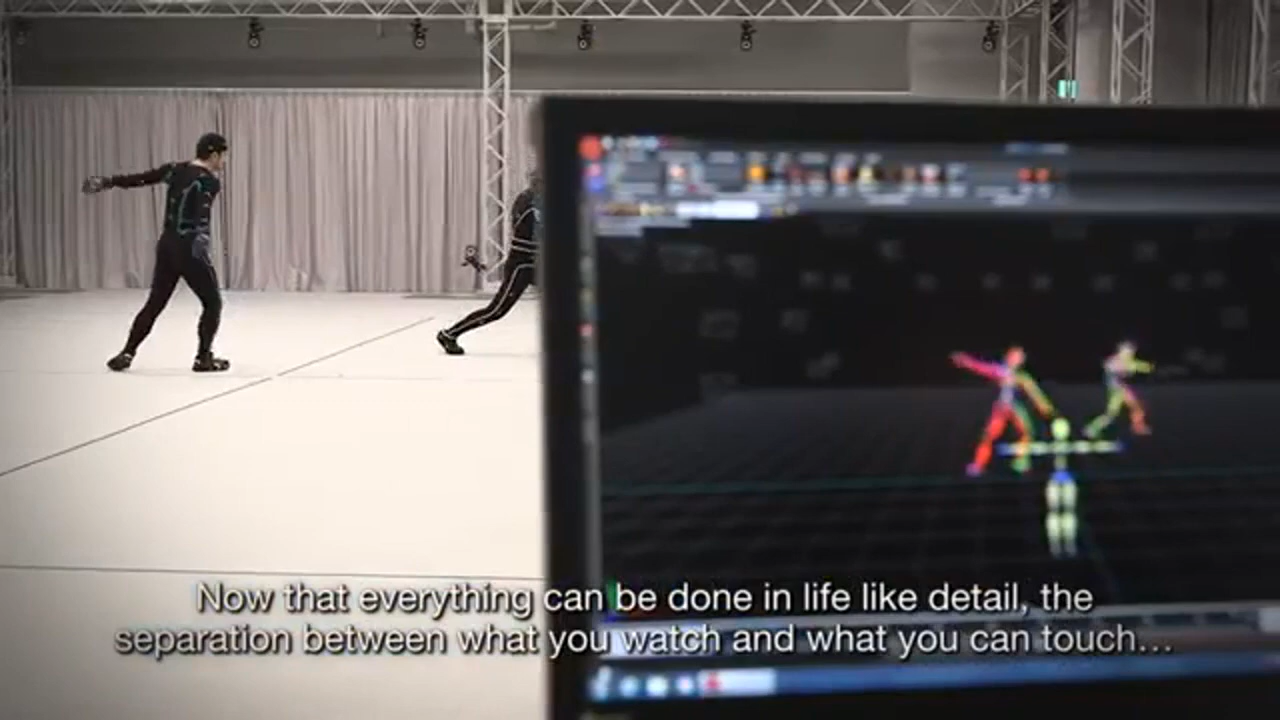 Now that everything can be done in life like detail, the
separation between what you watch and what you can touch…